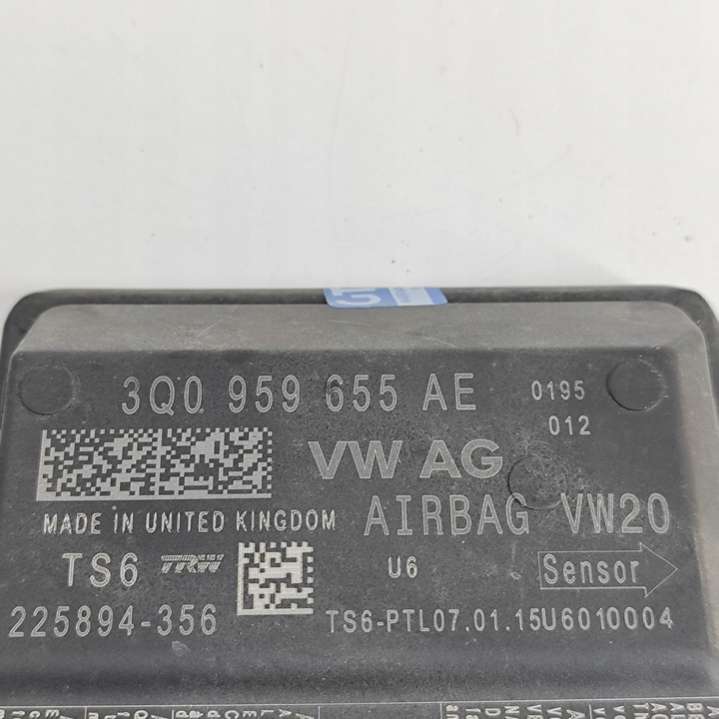 3Q0 959 655 AE 0195
012
VW AG
MADE IN UNITED KINGDOM AIRBAG VW20
TS6 TRW U6 Sensor
225894-356 TS6-PTL07.01.15U6010004